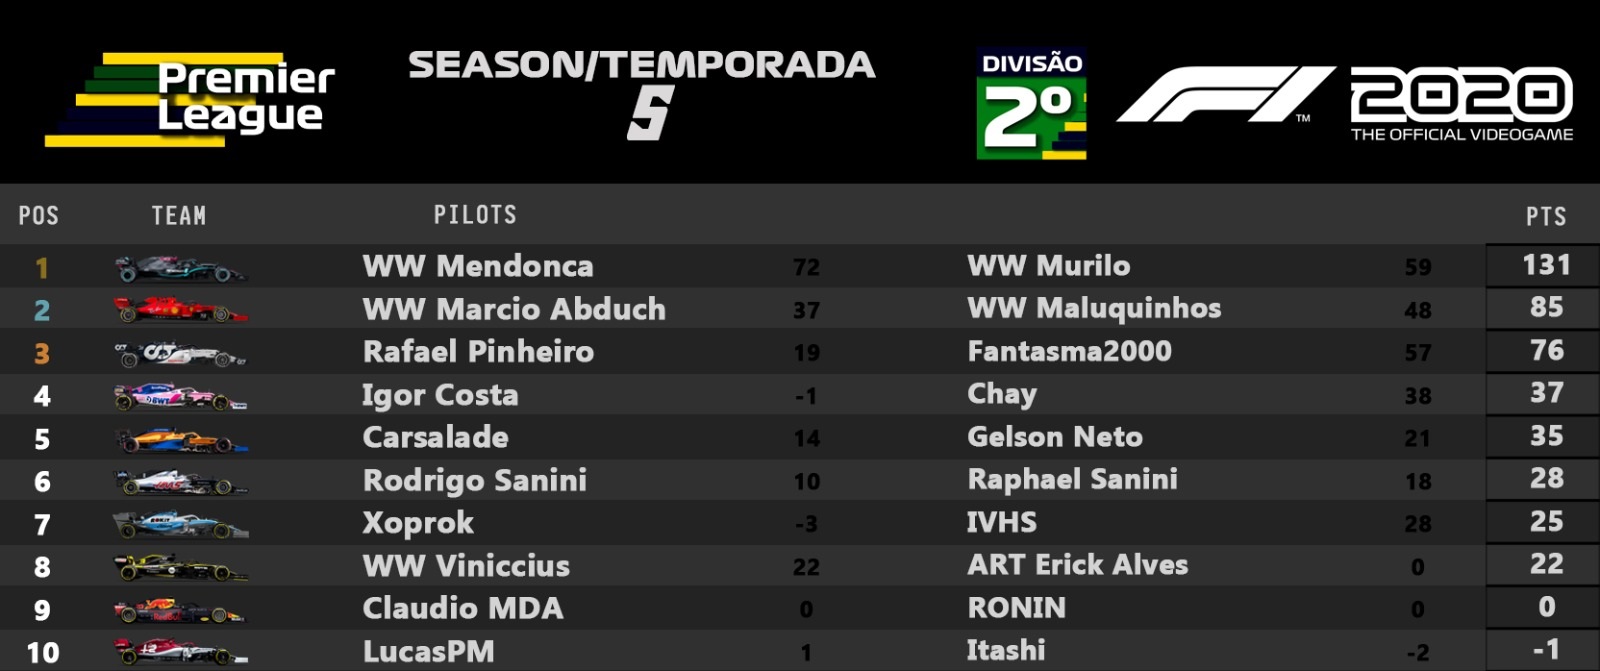 Premier
League
SEASON/TEMPORADA
5
DIVISÃO
2º
F1 ™
2020
THE OFFICIAL VIDEOGAME
POS TEAM PILOTS PTS
1 WW Mendonca 72 WW Murilo 59 131
2 WW Marcio Abduch 37 WW Maluquinhos 48 85
3 Rafael Pinheiro 19 Fantasma2000 57 76
4 BWT Igor Costa -1 Chay 38 37
5 Carsalade 14 Gelson Neto 21 35
6 HAAS Rodrigo Sanini 10 Raphael Sanini 18 28
7 Xoprok -3 IVHS 28 25
8 WW Viniccius 22 ART Erick Alves 0 22
9 Claudio MDA 0 RONIN 0 0
10 LucasPM 1 Itashi -2 -1